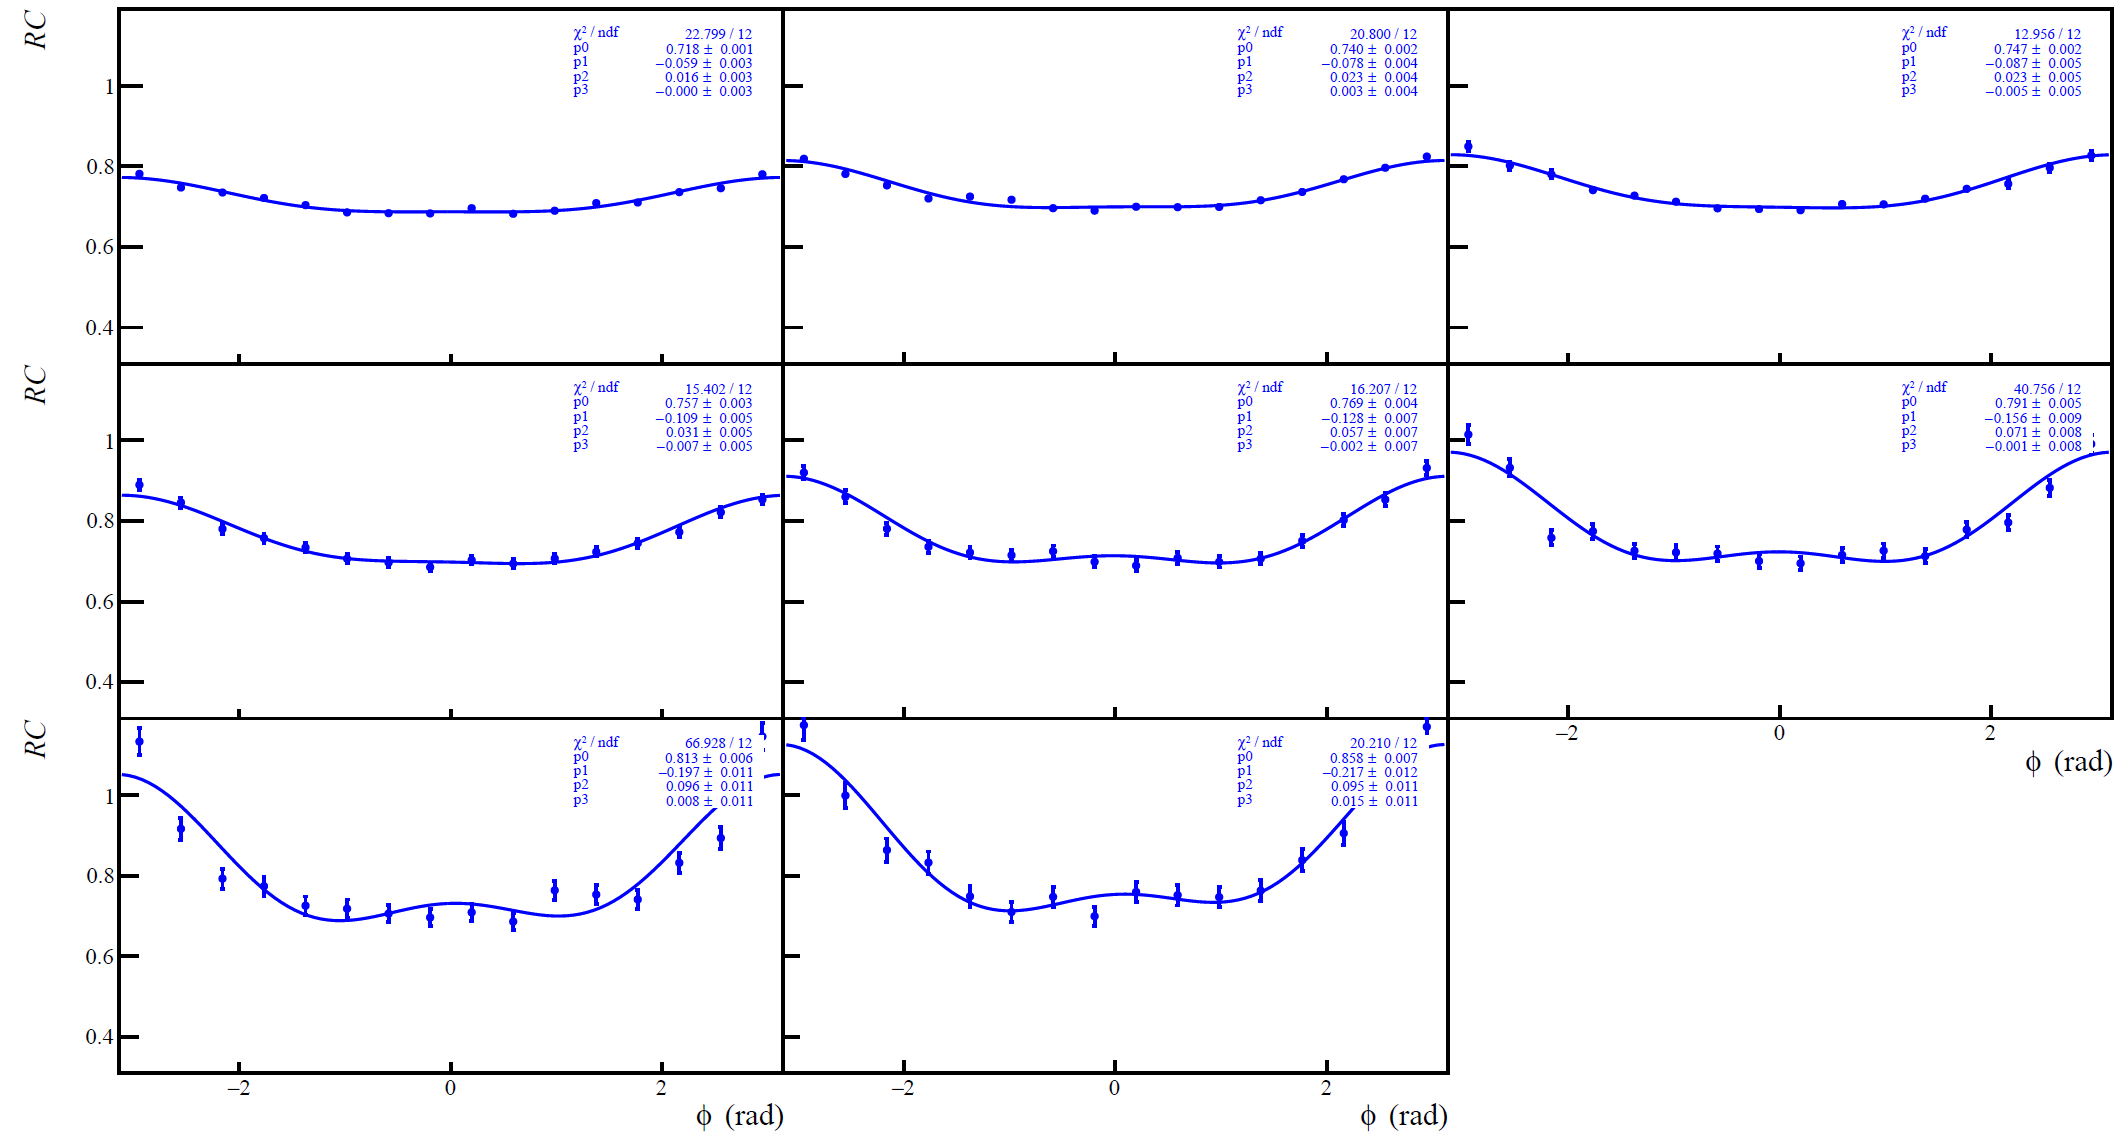 RC
χ² / ndf 22.799 / 12
p0 0.718 ± 0.001
p1 −0.059 ± 0.003
p2 0.016 ± 0.003
p3 −0.000 ± 0.003
χ² / ndf 20.800 / 12
p0 0.740 ± 0.002
p1 −0.078 ± 0.004
p2 0.023 ± 0.004
p3 0.003 ± 0.004
χ² / ndf 12.956 / 12
p0 0.747 ± 0.002
p1 −0.087 ± 0.005
p2 0.023 ± 0.005
p3 −0.005 ± 0.005
1
0.8
0.6
0.4
RC
χ² / ndf 15.402 / 12
p0 0.757 ± 0.003
p1 −0.109 ± 0.005
p2 0.031 ± 0.005
p3 −0.007 ± 0.005
χ² / ndf 16.207 / 12
p0 0.769 ± 0.004
p1 −0.128 ± 0.007
p2 0.057 ± 0.007
p3 −0.002 ± 0.007
χ² / ndf 40.756 / 12
p0 0.791 ± 0.005
p1 −0.156 ± 0.009
p2 0.071 ± 0.008
p3 −0.001 ± 0.008
1
0.8
0.6
0.4
−2 0 2
ϕ (rad)
RC
χ² / ndf 66.928 / 12
p0 0.813 ± 0.006
p1 −0.197 ± 0.011
p2 0.096 ± 0.011
p3 0.008 ± 0.011
χ² / ndf 20.210 / 12
p0 0.858 ± 0.007
p1 −0.217 ± 0.012
p2 0.095 ± 0.011
p3 0.015 ± 0.011
1
0.8
0.6
0.4
−2 0 2
ϕ (rad)
−2 0 2
ϕ (rad)